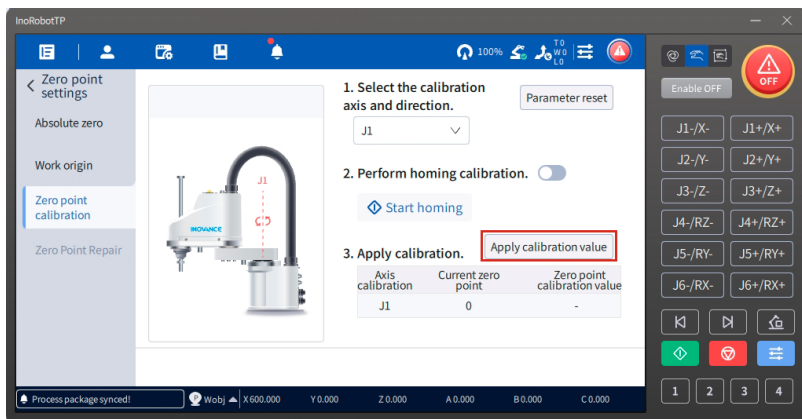 InoRobotTP
100%
T 0
W 0
L 0
OFF
Enable OFF
Zero point
settings
Absolute zero
Work origin
Zero point
calibration
Zero Point Repair
J1
INOVANCE
1. Select the calibration
axis and direction.
Parameter reset
J1
2. Perform homing calibration.
Start homing
3. Apply calibration.
Apply calibration value
Axis calibration Current zero point Zero point calibration value
J1 0 -
J1-/X- J1+/X+
J2-/Y- J2+/Y+
J3-/Z- J3+/Z+
J4-/RZ- J4+/RZ+
J5-/RY- J5+/RY+
J6-/RX- J6+/RX+
1 2 3 4
Process package synced!
P Wobj X 600.000 Y 0.000 Z 0.000 A 0.000 B 0.000 C 0.000